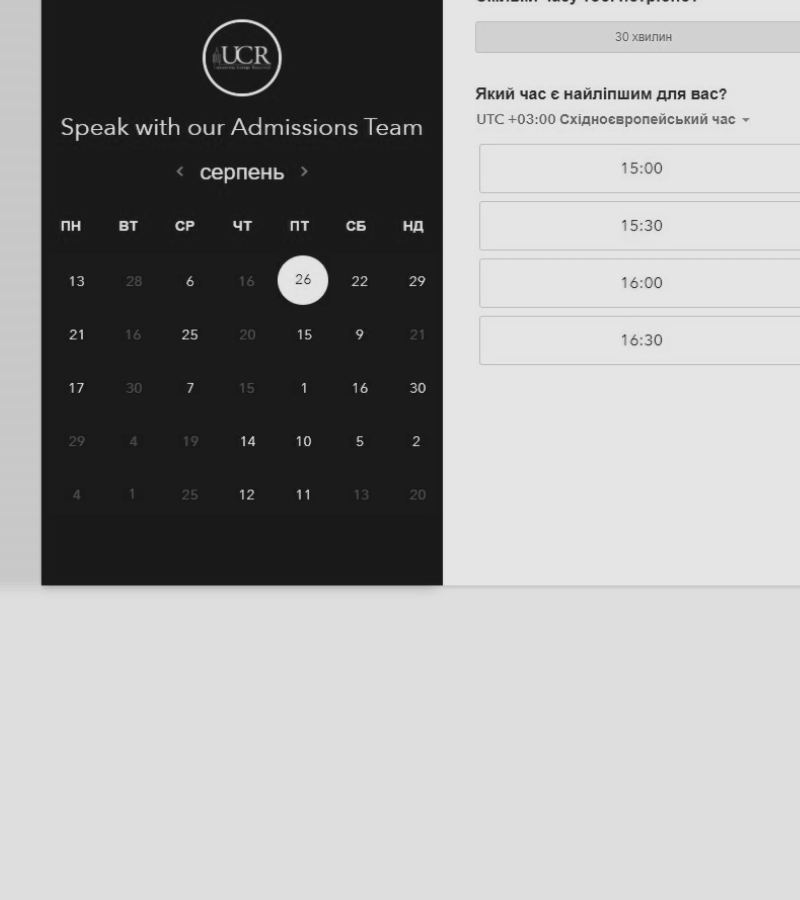 UCR
Speak with our Admissions Team
серпень
ПН ВТ СР ЧТ ПТ СБ НД
13 28 6 16 26 22 29
21 16 25 20 15 9 21
17 30 7 15 1 16 30
29 4 19 14 10 5 2
4 1 25 12 11 13 20
30 хвилин
Який час є найліпшим для вас?
UTC +03:00 Східноєвропейський час
15:00
15:30
16:00
16:30